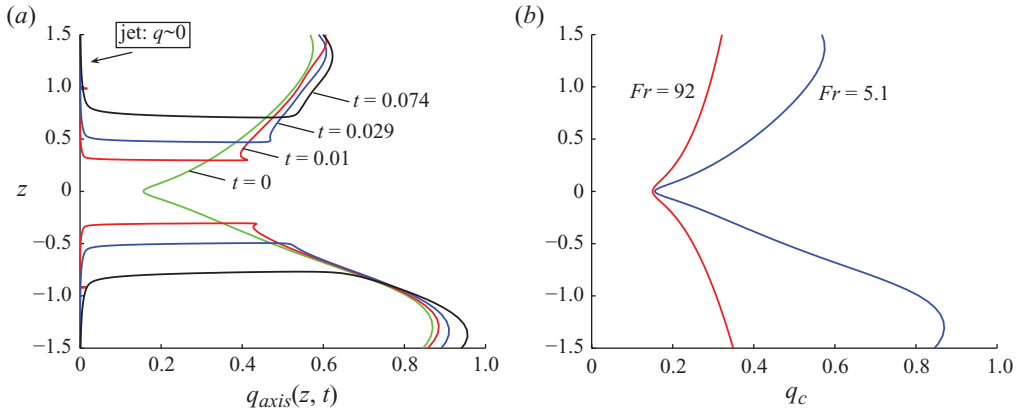 (a)
jet: q~0
1.5
1.0
0.5
0
−0.5
−1.0
−1.5
z
t = 0.074
t = 0.029
t = 0.01
t = 0
0
0.2
0.4
0.6
0.8
1.0
q_axis(z, t)
(b)
1.5
1.0
0.5
0
−0.5
−1.0
−1.5
Fr = 92
Fr = 5.1
0
0.2
0.4
0.6
0.8
1.0
q_c